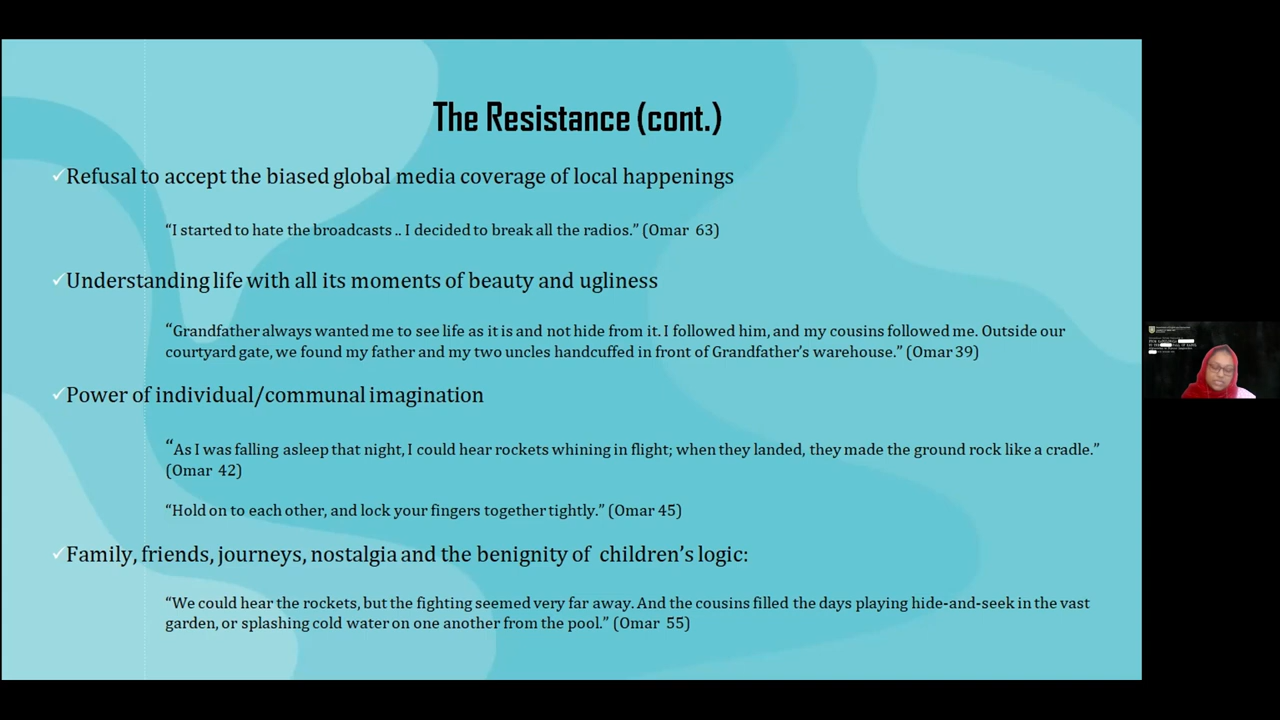 The Resistance (cont.)
✓Refusal to accept the biased global media coverage of local happenings
“I started to hate the broadcasts .. I decided to break all the radios.” (Omar 63)
✓Understanding life with all its moments of beauty and ugliness
“Grandfather always wanted me to see life as it is and not hide from it. I followed him, and my cousins followed me. Outside our
courtyard gate, we found my father and my two uncles handcuffed in front of Grandfather’s warehouse.” (Omar 39)
✓Power of individual/communal imagination
“As I was falling asleep that night, I could hear rockets whining in flight; when they landed, they made the ground rock like a cradle.”
(Omar 42)
“Hold on to each other, and lock your fingers together tightly.” (Omar 45)
✓Family, friends, journeys, nostalgia and the benignity of children’s logic:
“We could hear the rockets, but the fighting seemed very far away. And the cousins filled the days playing hide-and-seek in the vast
garden, or splashing cold water on one another from the pool.” (Omar 55)